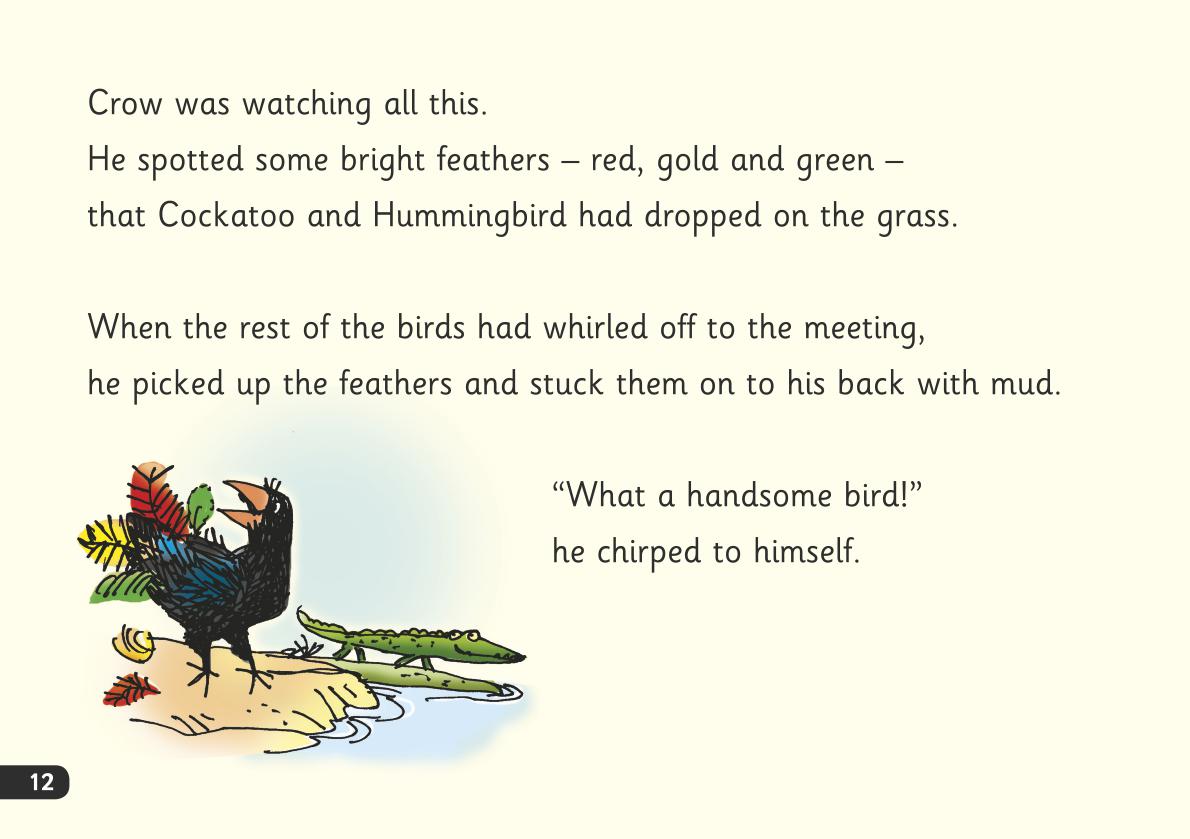 Crow was watching all this.
He spotted some bright feathers – red, gold and green –
that Cockatoo and Hummingbird had dropped on the grass.
When the rest of the birds had whirled off to the meeting,
he picked up the feathers and stuck them on to his back with mud.
“What a handsome bird!”
he chirped to himself.
12